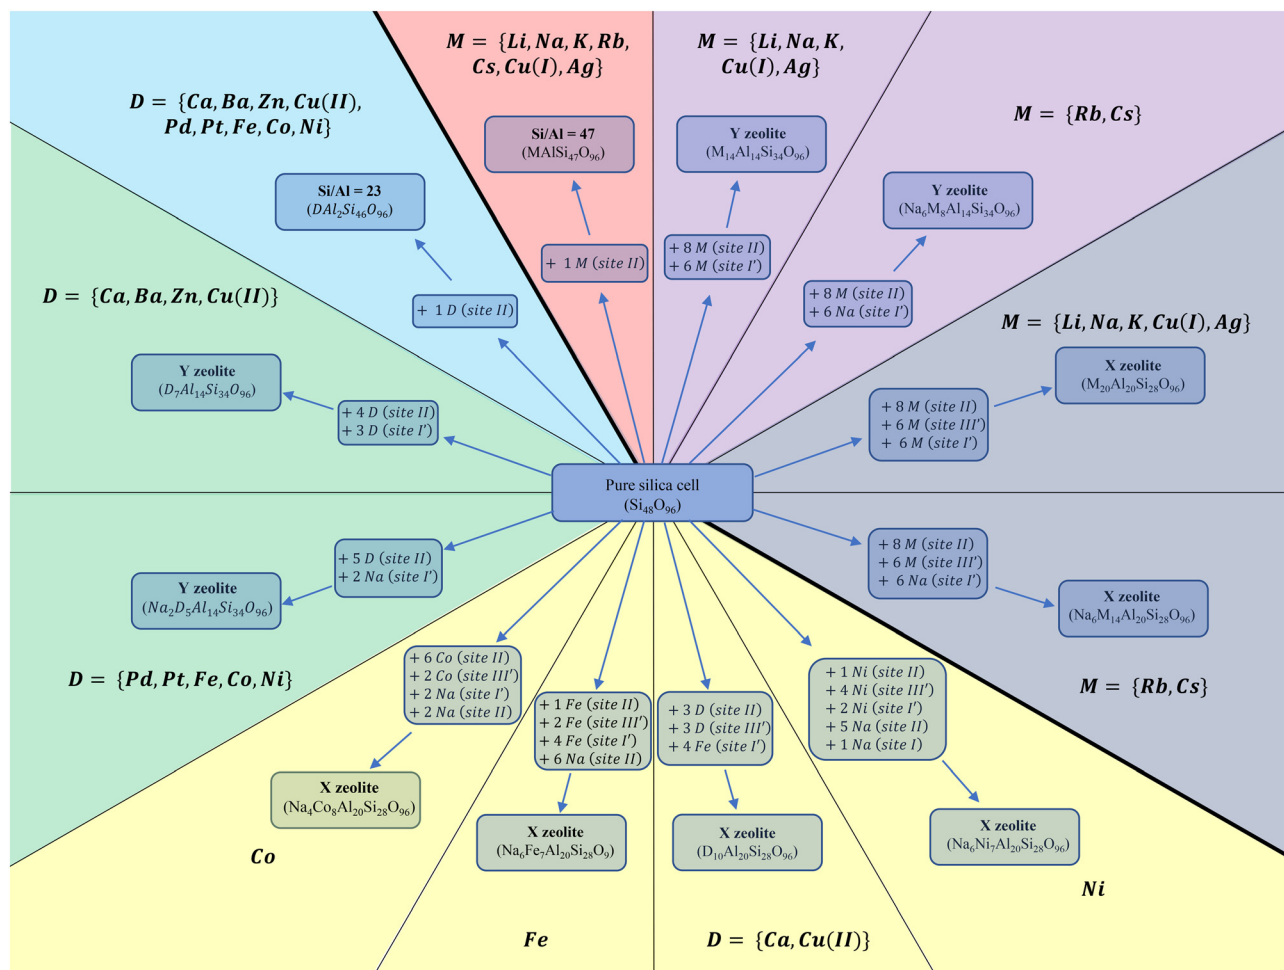 M = {Li, Na, K, Rb,
Cs, Cu(I), Ag}
M = {Li, Na, K,
Cu(I), Ag}
D = {Ca, Ba, Zn, Cu(II),
Pd, Pt, Fe, Co, Ni}
M = {Rb, Cs}
Si/Al = 47
(MAlSi₄₇O₉₆)
Y zeolite
(M₁₄Al₁₄Si₃₄O₉₆)
Si/Al = 23
(DAl₂Si₄₆O₉₆)
Y zeolite
(Na₆M₈Al₁₄Si₃₄O₉₆)
+ 1 M (site II)
+ 8 M (site II)
+ 6 M (site I′)
D = {Ca, Ba, Zn, Cu(II)}
+ 1 D (site II)
+ 8 M (site II)
+ 6 Na (site I′)
M = {Li, Na, K, Cu(I), Ag}
Y zeolite
(D₇Al₁₄Si₃₄O₉₆)
X zeolite
(M₂₀Al₂₀Si₂₈O₉₆)
+ 4 D (site II)
+ 3 D (site I′)
+ 8 M (site II)
+ 6 M (site III′)
+ 6 M (site I′)
Pure silica cell
(Si₄₈O₉₆)
+ 5 D (site II)
+ 2 Na (site I′)
+ 8 M (site II)
+ 6 M (site III′)
+ 6 Na (site I′)
Y zeolite
(Na₂D₅Al₁₄Si₃₄O₉₆)
X zeolite
(Na₆M₁₄Al₂₀Si₂₈O₉₆)
D = {Pd, Pt, Fe, Co, Ni}
M = {Rb, Cs}
+ 6 Co (site II)
+ 2 Co (site III′)
+ 2 Na (site I′)
+ 2 Na (site II)
+ 1 Fe (site II)
+ 2 Fe (site III′)
+ 4 Fe (site I′)
+ 6 Na (site II)
+ 3 D (site II)
+ 3 D (site III′)
+ 4 Fe (site I′)
+ 1 Ni (site II)
+ 4 Ni (site III′)
+ 2 Ni (site I′)
+ 5 Na (site II)
+ 1 Na (site I)
X zeolite
(Na₄Co₈Al₂₀Si₂₈O₉₆)
X zeolite
(Na₆Fe₇Al₂₀Si₂₈O₉)
X zeolite
(D₁₀Al₂₀Si₂₈O₉₆)
X zeolite
(Na₆Ni₇Al₂₀Si₂₈O₉₆)
Co
Ni
Fe
D = {Ca, Cu(II)}